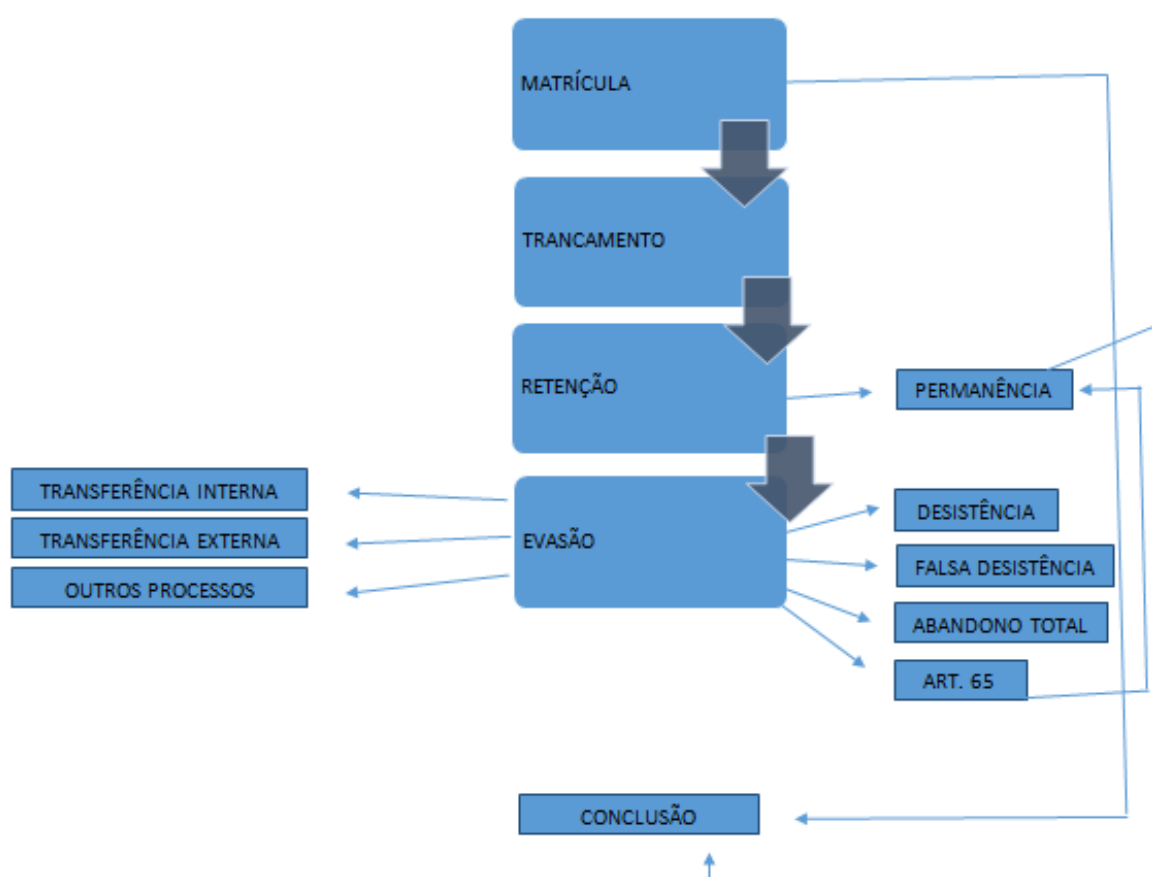 MATRÍCULA
TRANCAMENTO
RETENÇÃO
PERMANÊNCIA
TRANSFERÊNCIA INTERNA
TRANSFERÊNCIA EXTERNA
OUTROS PROCESSOS
EVASÃO
DESISTÊNCIA
FALSA DESISTÊNCIA
ABANDONO TOTAL
ART. 65
CONCLUSÃO